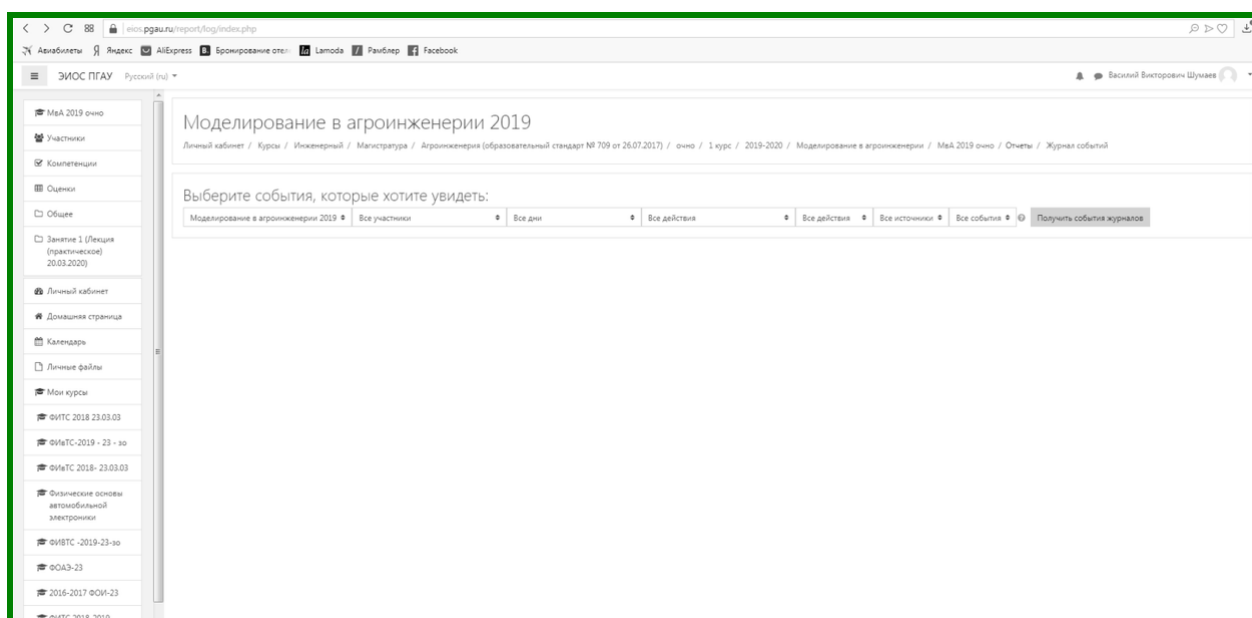 eios.pgau.ru/report/log/index.php
Авиабилеты Яндекс AliExpress Бронирование отел Lamoda Рамблер Facebook
ЭИОС ПГАУ Русский (ru)
Василий Викторович Шумаев
МвА 2019 очно
Участники
Компетенции
Оценки
Общее
Занятие 1 (Лекция
(практическое)
20.03.2020)
Личный кабинет
Домашняя страница
Календарь
Личные файлы
Мои курсы
ФИТС 2018 23.03.03
ФИвТС-2019 - 23 - зо
ФИвТС 2018- 23.03.03
Физические основы
автомобильной
электроники
ФИВТС -2019-23-зо
ФОАЭ-23
2016-2017 ФОИ-23
ФИТС 2018-2019
Моделирование в агроинженерии 2019
Личный кабинет / Курсы / Инженерный / Магистратура / Агроинженерия (образовательный стандарт № 709 от 26.07.2017) / очно / 1 курс / 2019-2020 / Моделирование в агроинженерии / МвА 2019 очно / Отчеты / Журнал событий
Выберите события, которые хотите увидеть:
Моделирование в агроинженерии 2019 Все участники Все дни Все действия Все действия Все источники Все события Получить события журналов